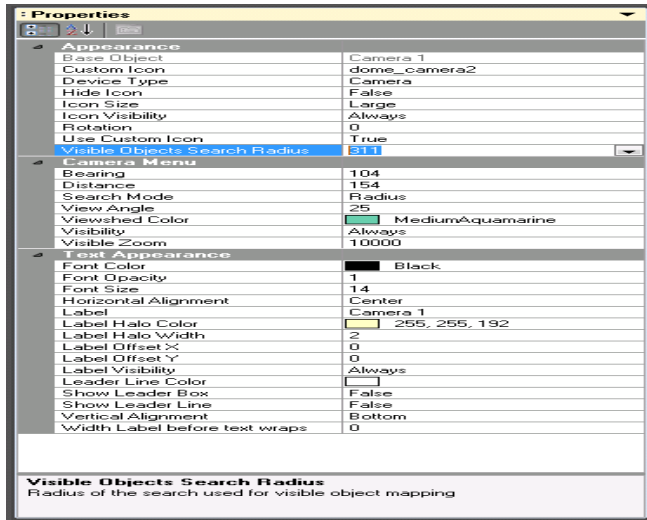 Properties
Appearance
Base Object Camera 1
Custom Icon dome_camera2
Device Type Camera
Hide Icon False
Icon Size Large
Icon Visibility Always
Rotation 0
Use Custom Icon True
Visible Objects Search Radius 311
Camera Menu
Bearing 104
Distance 154
Search Mode Radius
View Angle 25
Viewshed Color MediumAquamarine
Visibility Always
Visible Zoom 10000
Text Appearance
Font Color Black
Font Opacity 1
Font Size 14
Horizontal Alignment Center
Label Camera 1
Label Halo Color 255, 255, 192
Label Halo Width 2
Label Offset X 0
Label Offset Y 0
Label Visibility Always
Leader Line Color
Show Leader Box False
Show Leader Line False
Vertical Alignment Bottom
Width Label before text wraps 0
Visible Objects Search Radius
Radius of the search used for visible object mapping